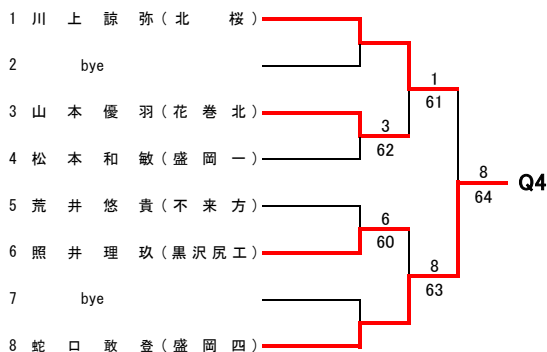 1 川上諒弥(北桜)
2 bye
3 山本優羽(花巻北)
4 松本和敏(盛岡一)
5 荒井悠貴(不来方)
6 照井理玖(黒沢尻工)
7 bye
8 蛇口敢登(盛岡四)
3
62
6
60
1
61
8
63
8
64
Q4